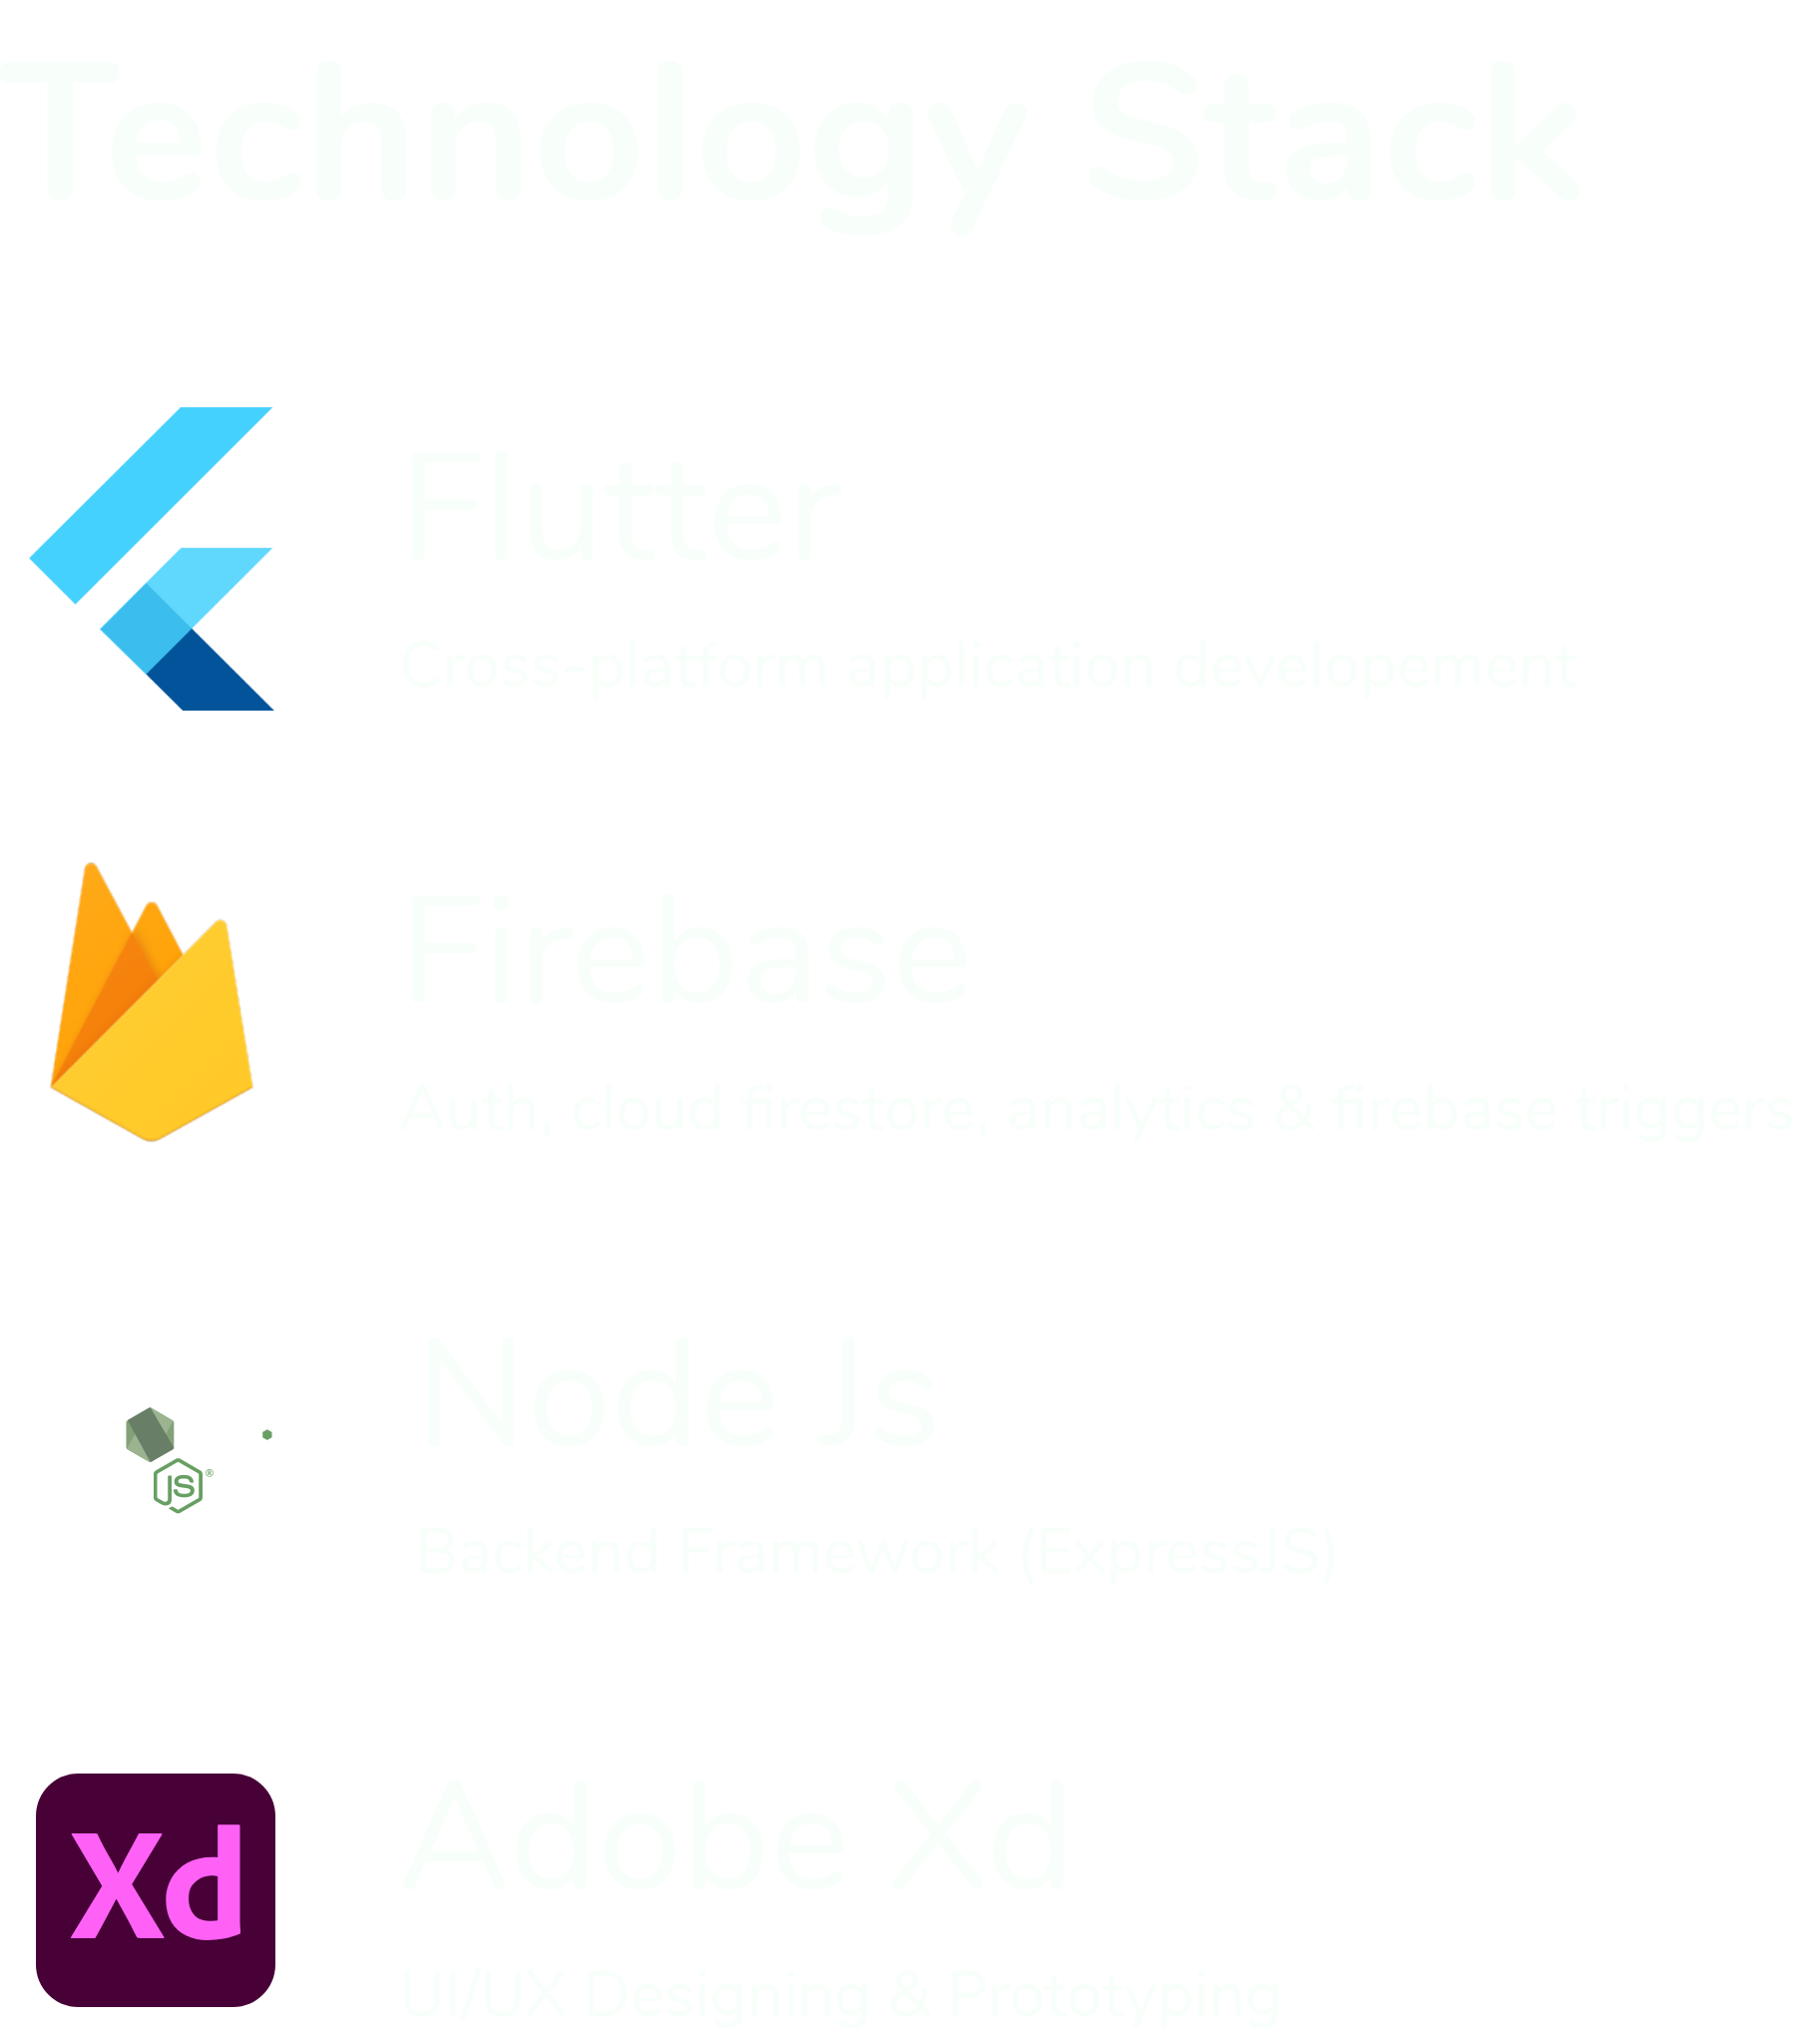 Technology Stack
Flutter
Cross-platform application developement
Firebase
Auth, cloud firestore, analytics & firebase triggers
Node Js
JS®
Backend Framework (ExpressJS)
Adobe Xd
Xd
UI/UX Designing & Prototyping